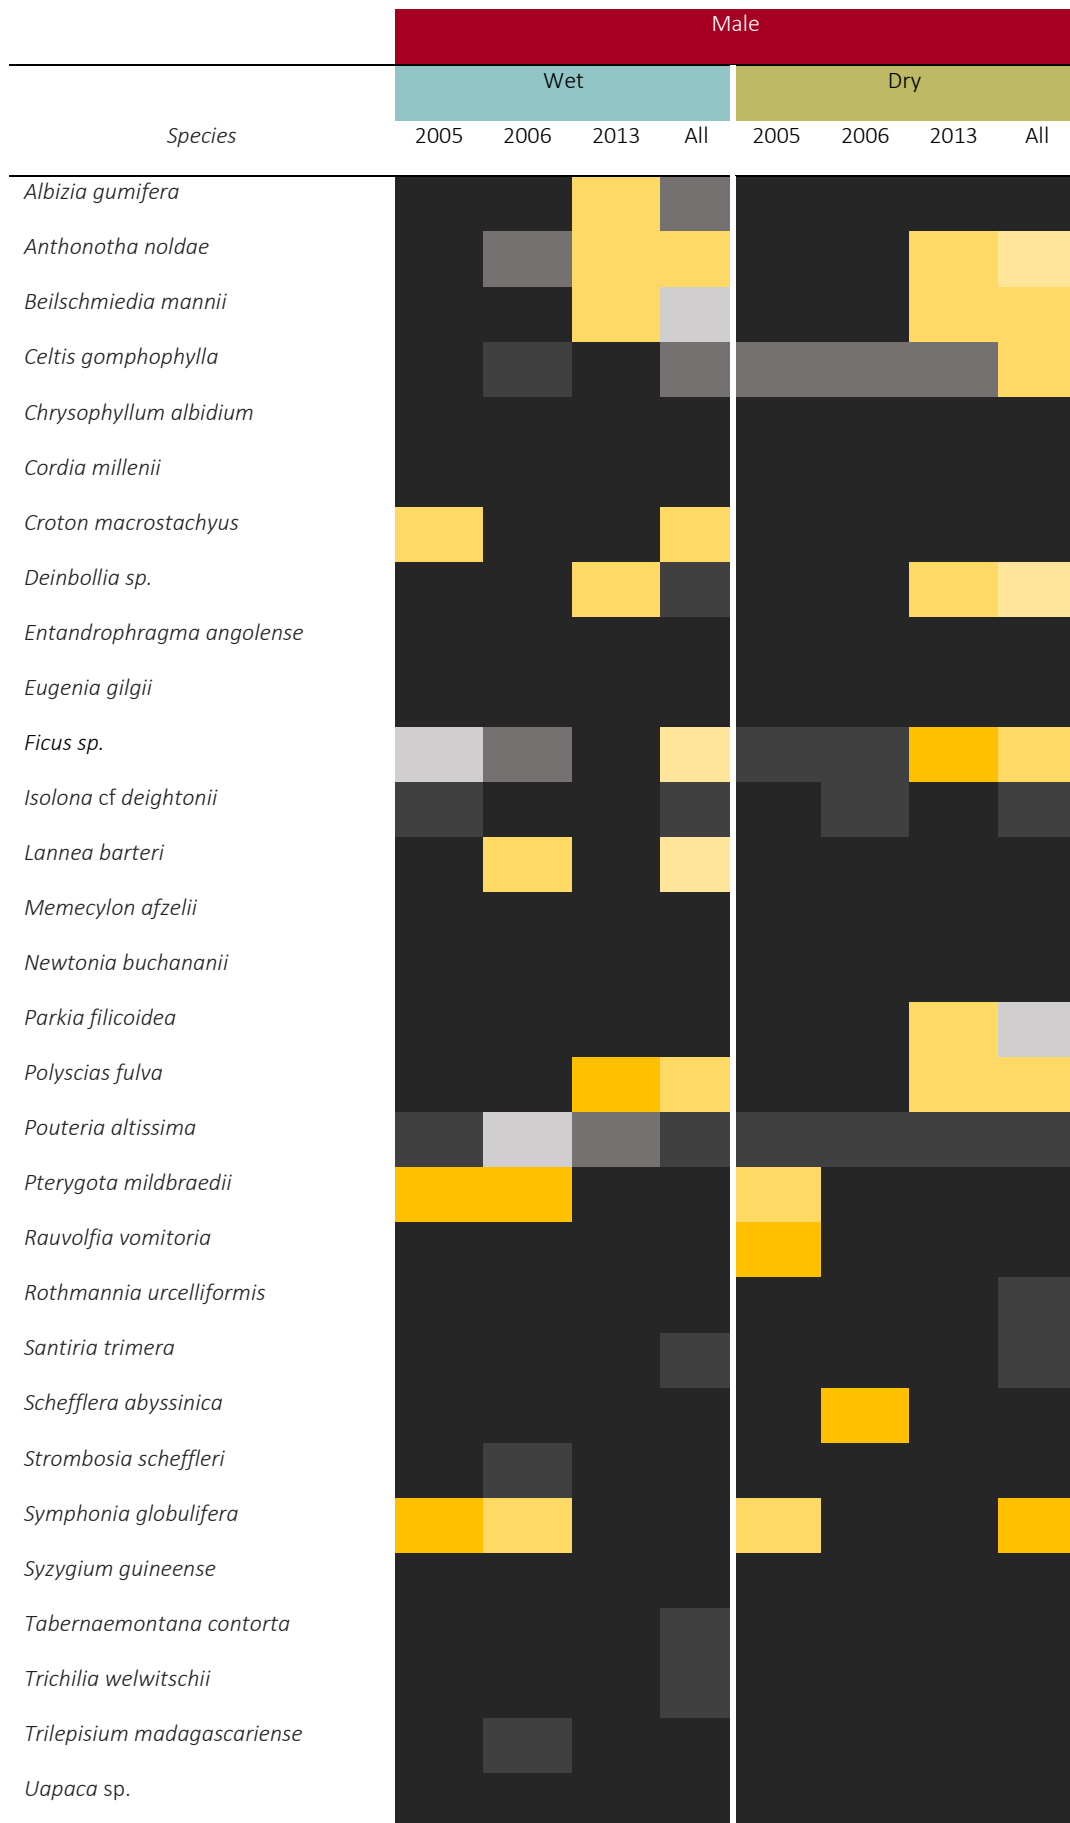 Male
Wet Dry
Species 2005 2006 2013 All 2005 2006 2013 All
Albizia gumifera
Anthonotha noldae
Beilschmiedia mannii
Celtis gomphophylla
Chrysophyllum albidium
Cordia millenii
Croton macrostachyus
Deinbollia sp.
Entandrophragma angolense
Eugenia gilgii
Ficus sp.
Isolona cf deightonii
Lannea barteri
Memecylon afzelii
Newtonia buchananii
Parkia filicoidea
Polyscias fulva
Pouteria altissima
Pterygota mildbraedii
Rauvolfia vomitoria
Rothmannia urcelliformis
Santiria trimera
Schefflera abyssinica
Strombosia scheffleri
Symphonia globulifera
Syzygium guineense
Tabernaemontana contorta
Trichilia welwitschii
Trilepisium madagascariense
Uapaca sp.